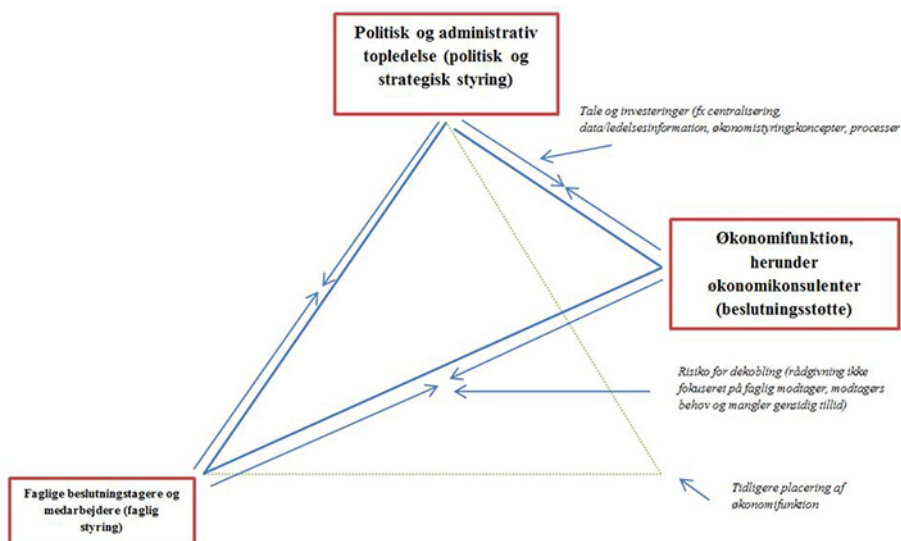 Politisk og administrativ
topledelse (politisk og
strategisk styring)
Tale og investeringer (fx centralisering,
data/ledelsesinformation, økonomistyringskoncepter, processer
Økonomifunktion,
herunder
økonomikonsulenter
(beslutningsstøtte)
Risiko for dekobling (rådgivning ikke
fokuseret på faglig modtager, modtagers
behov og mangler gensidig tillid)
Faglige beslutningstagere og
medarbejdere (faglig
styring)
Tidligere placering af
økonomifunktion